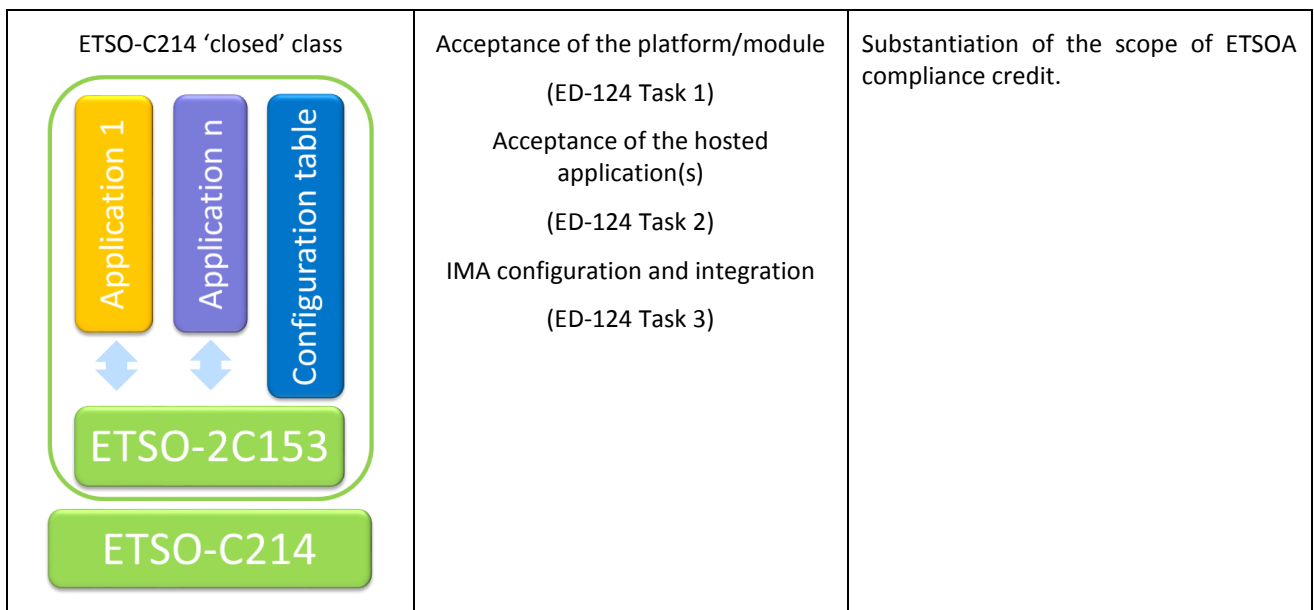 ETSO-C214 ‘closed’ class
Application 1
Application n
Configuration table
ETSO-2C153
ETSO-C214
Acceptance of the platform/module
(ED-124 Task 1)
Acceptance of the hosted
application(s)
(ED-124 Task 2)
IMA configuration and integration
(ED-124 Task 3)
Substantiation of the scope of ETSOA
compliance credit.